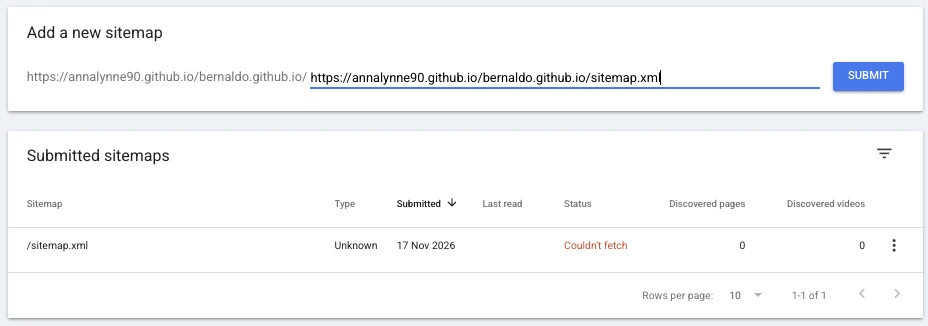 Add a new sitemap
https://annalynne90.github.io/bernaldo.github.io/ https://annalynne90.github.io/bernaldo.github.io/sitemap.xml SUBMIT
Submitted sitemaps
Sitemap Type Submitted Last read Status Discovered pages Discovered videos
/sitemap.xml Unknown 17 Nov 2026 Couldn't fetch 0 0
Rows per page: 10 1-1 of 1